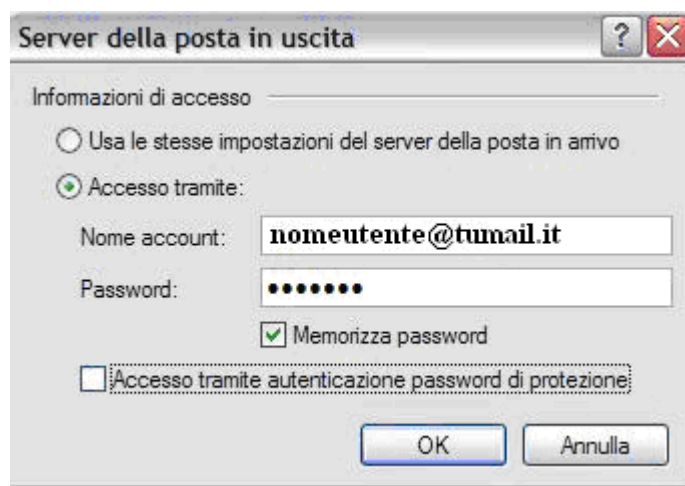 Server della posta in uscita
Informazioni di accesso
Usa le stesse impostazioni del server della posta in arrivo
Accesso tramite:
Nome account: nomeutente@tumail.it
Password: •••••••
Memorizza password
Accesso tramite autenticazione password di protezione
OK Annulla